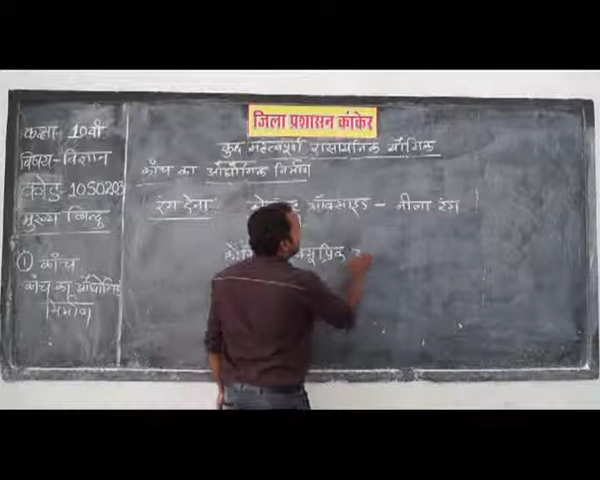 जिला प्रशासन कांकेर
कक्षा- 10वीं
विषय- विज्ञान
कोड- 1050203
मुख्य बिन्दु
① काँच
काँच का औद्योगिक
निर्माण
कुछ महत्वपूर्ण रासायनिक यौगिक
काँच का औद्योगिक निर्माण
रंग देना ऑक्साइड - नीला रंग
क्यूप्रिक